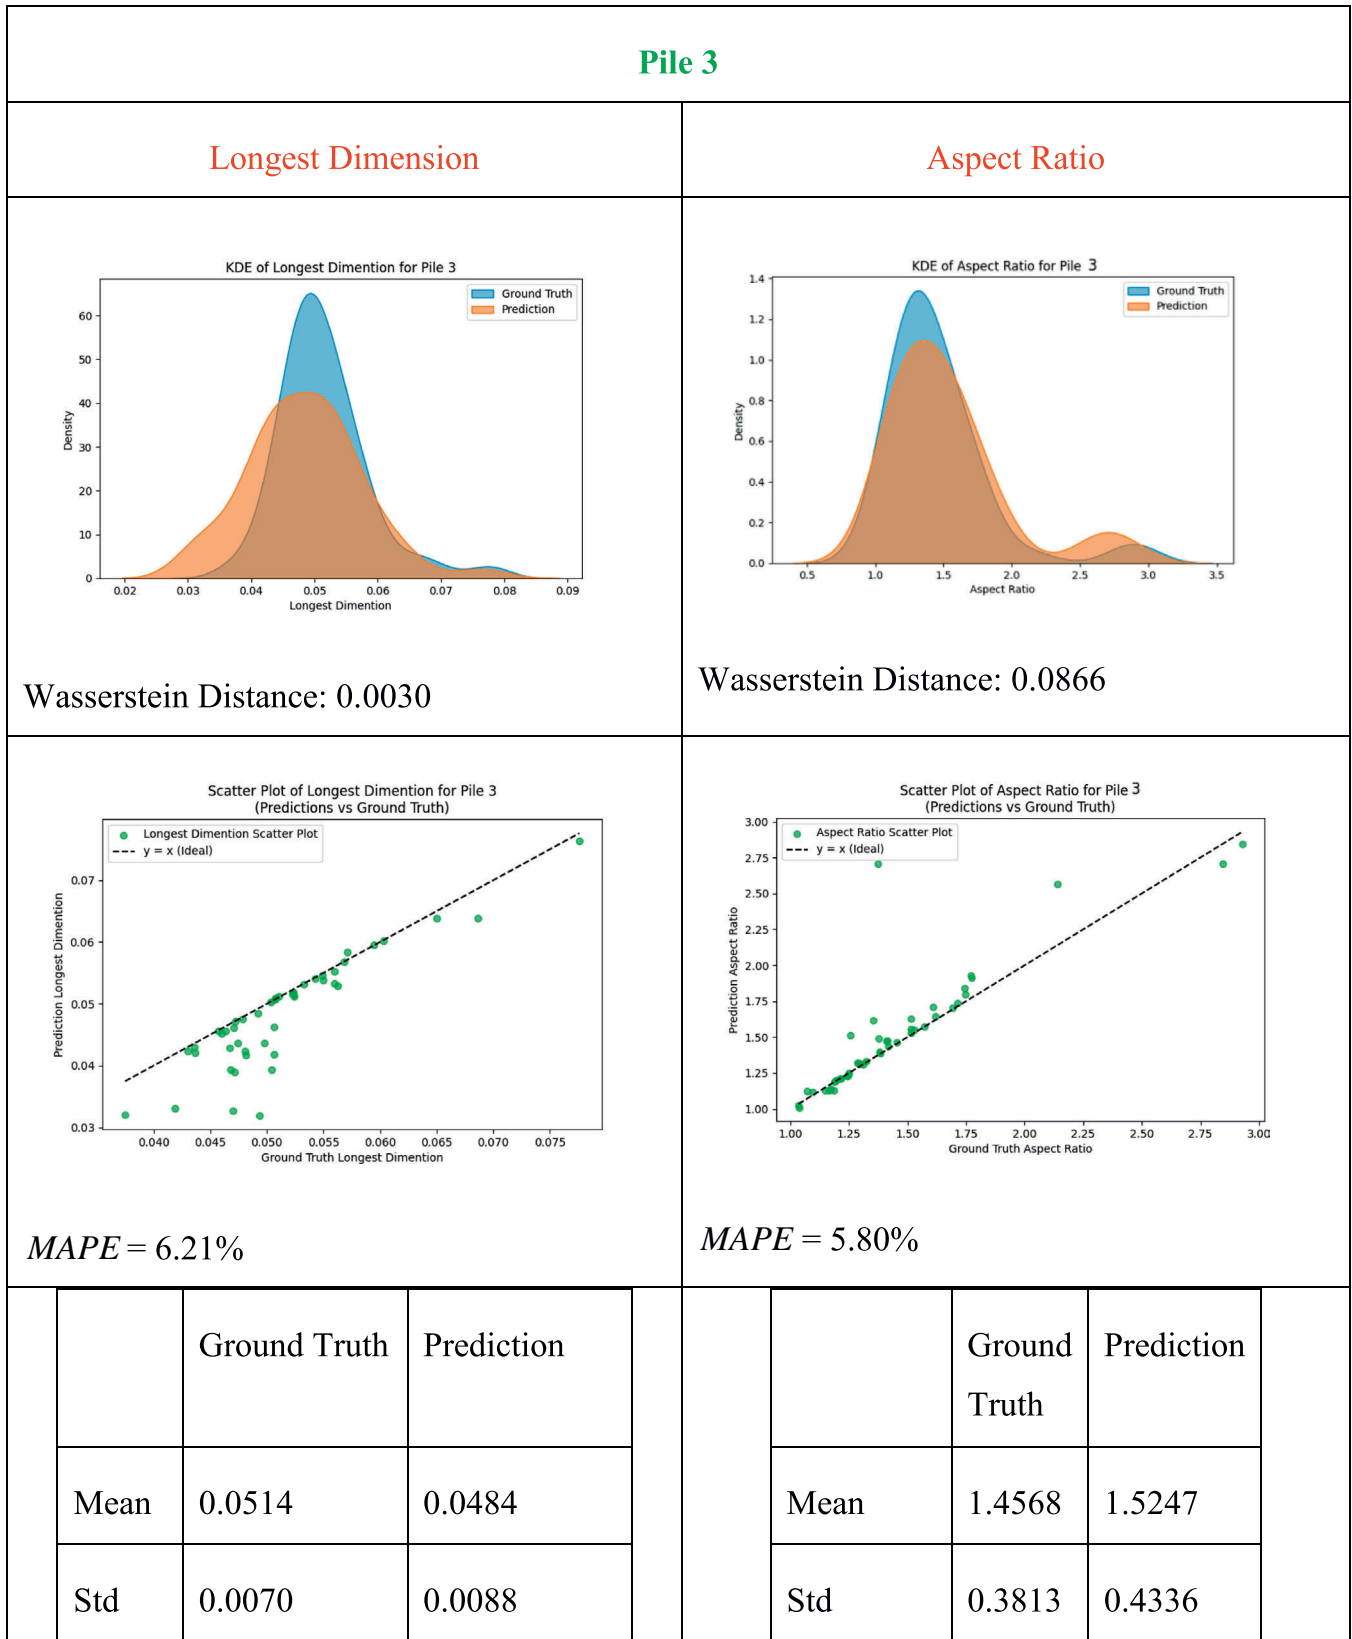 Pile 3
Longest Dimension
Aspect Ratio
KDE of Longest Dimention for Pile 3
Ground Truth
Prediction
60
50
40
30
20
10
0
Density
0.02 0.03 0.04 0.05 0.06 0.07 0.08 0.09
Longest Dimention
Wasserstein Distance: 0.0030
KDE of Aspect Ratio for Pile 3
Ground Truth
Prediction
1.4
1.2
1.0
0.8
0.6
0.4
0.2
0.0
Density
0.5 1.0 1.5 2.0 2.5 3.0 3.5
Aspect Ratio
Wasserstein Distance: 0.0866
Scatter Plot of Longest Dimention for Pile 3
(Predictions vs Ground Truth)
Longest Dimention Scatter Plot
y = x (Ideal)
0.07
0.06
0.05
0.04
0.03
Prediction Longest Dimention
0.040 0.045 0.050 0.055 0.060 0.065 0.070 0.075
Ground Truth Longest Dimention
MAPE = 6.21%
Scatter Plot of Aspect Ratio for Pile 3
(Predictions vs Ground Truth)
Aspect Ratio Scatter Plot
y = x (Ideal)
3.00
2.75
2.50
2.25
2.00
1.75
1.50
1.25
1.00
Prediction Aspect Ratio
1.00 1.25 1.50 1.75 2.00 2.25 2.50 2.75 3.00
Ground Truth Aspect Ratio
MAPE = 5.80%
Ground Truth Prediction
Mean 0.0514 0.0484
Std 0.0070 0.0088
Ground Prediction
Truth
Mean 1.4568 1.5247
Std 0.3813 0.4336